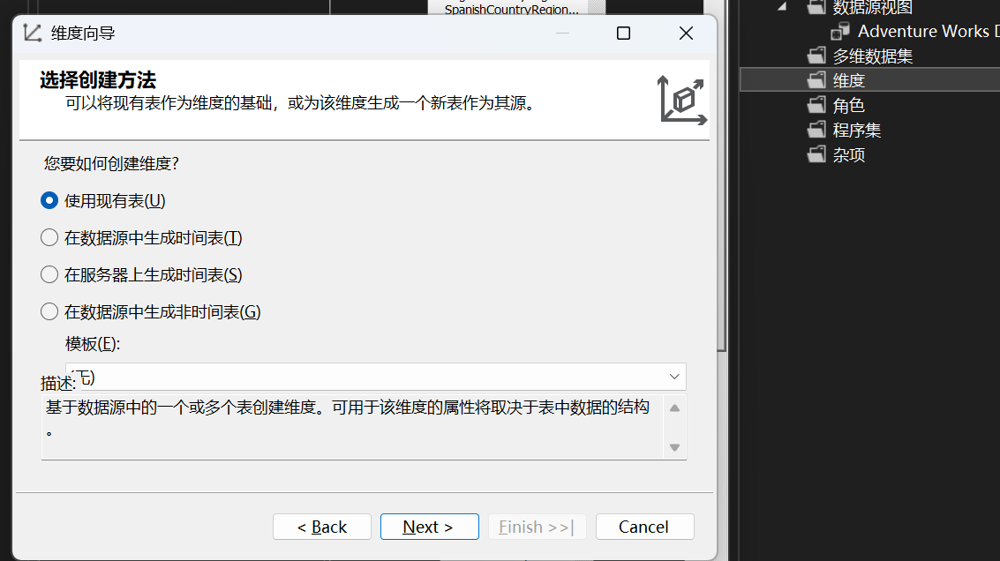 SpanishCountryRegion...
维度向导
选择创建方法
可以将现有表作为维度的基础，或为该维度生成一个新表作为其源。
您要如何创建维度?
使用现有表(U)
在数据源中生成时间表(T)
在服务器上生成时间表(S)
在数据源中生成非时间表(G)
模板(E):
(无)
描述:
基于数据源中的一个或多个表创建维度。可用于该维度的属性将取决于表中数据的结构
。
< Back
Next >
Finish >>|
Cancel
数据源视图
Adventure Works D
多维数据集
维度
角色
程序集
杂项